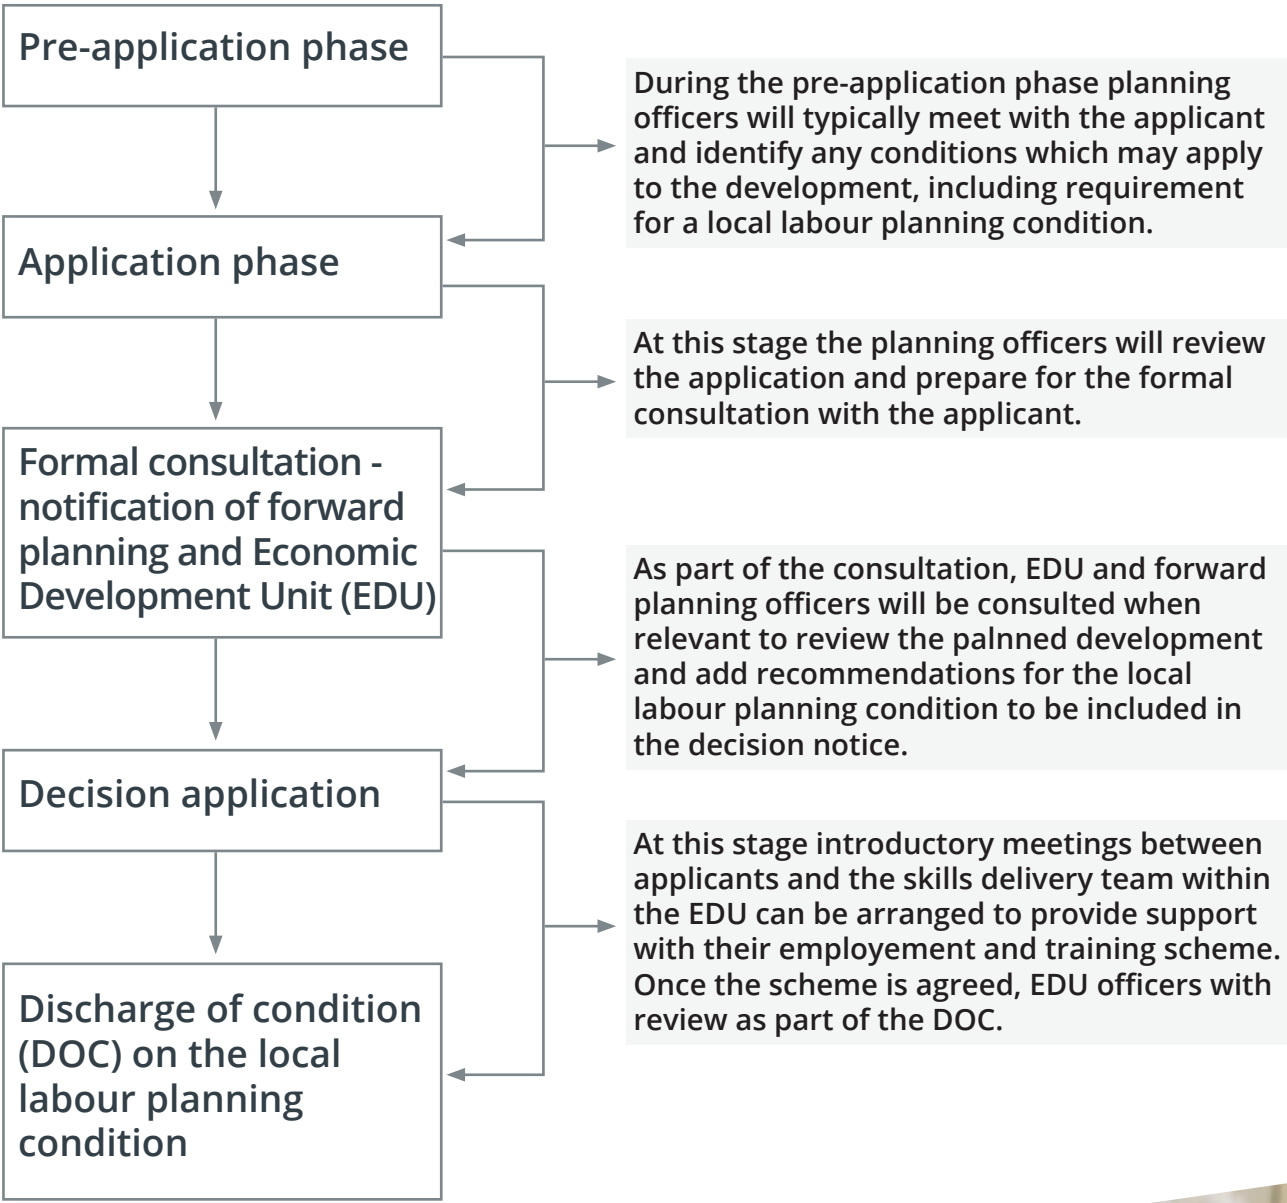 Pre-application phase
During the pre-application phase planning
officers will typically meet with the applicant
and identify any conditions which may apply
to the development, including requirement
for a local labour planning condition.
Application phase
At this stage the planning officers will review
the application and prepare for the formal
consultation with the applicant.
Formal consultation -
notification of forward
planning and Economic
Development Unit (EDU)
As part of the consultation, EDU and forward
planning officers will be consulted when
relevant to review the palnned development
and add recommendations for the local
labour planning condition to be included in
the decision notice.
Decision application
At this stage introductory meetings between
applicants and the skills delivery team within
the EDU can be arranged to provide support
with their employement and training scheme.
Once the scheme is agreed, EDU officers with
review as part of the DOC.
Discharge of condition
(DOC) on the local
labour planning
condition